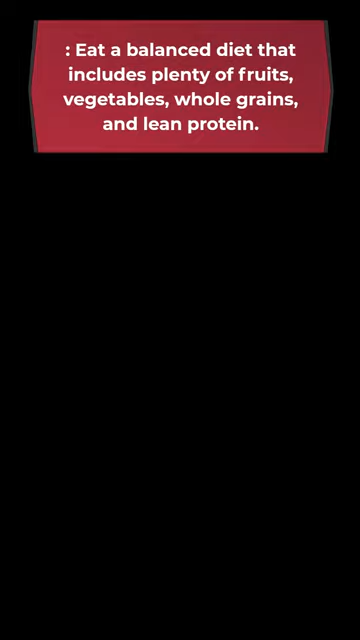 : Eat a balanced diet that
includes plenty of fruits,
vegetables, whole grains,
and lean protein.